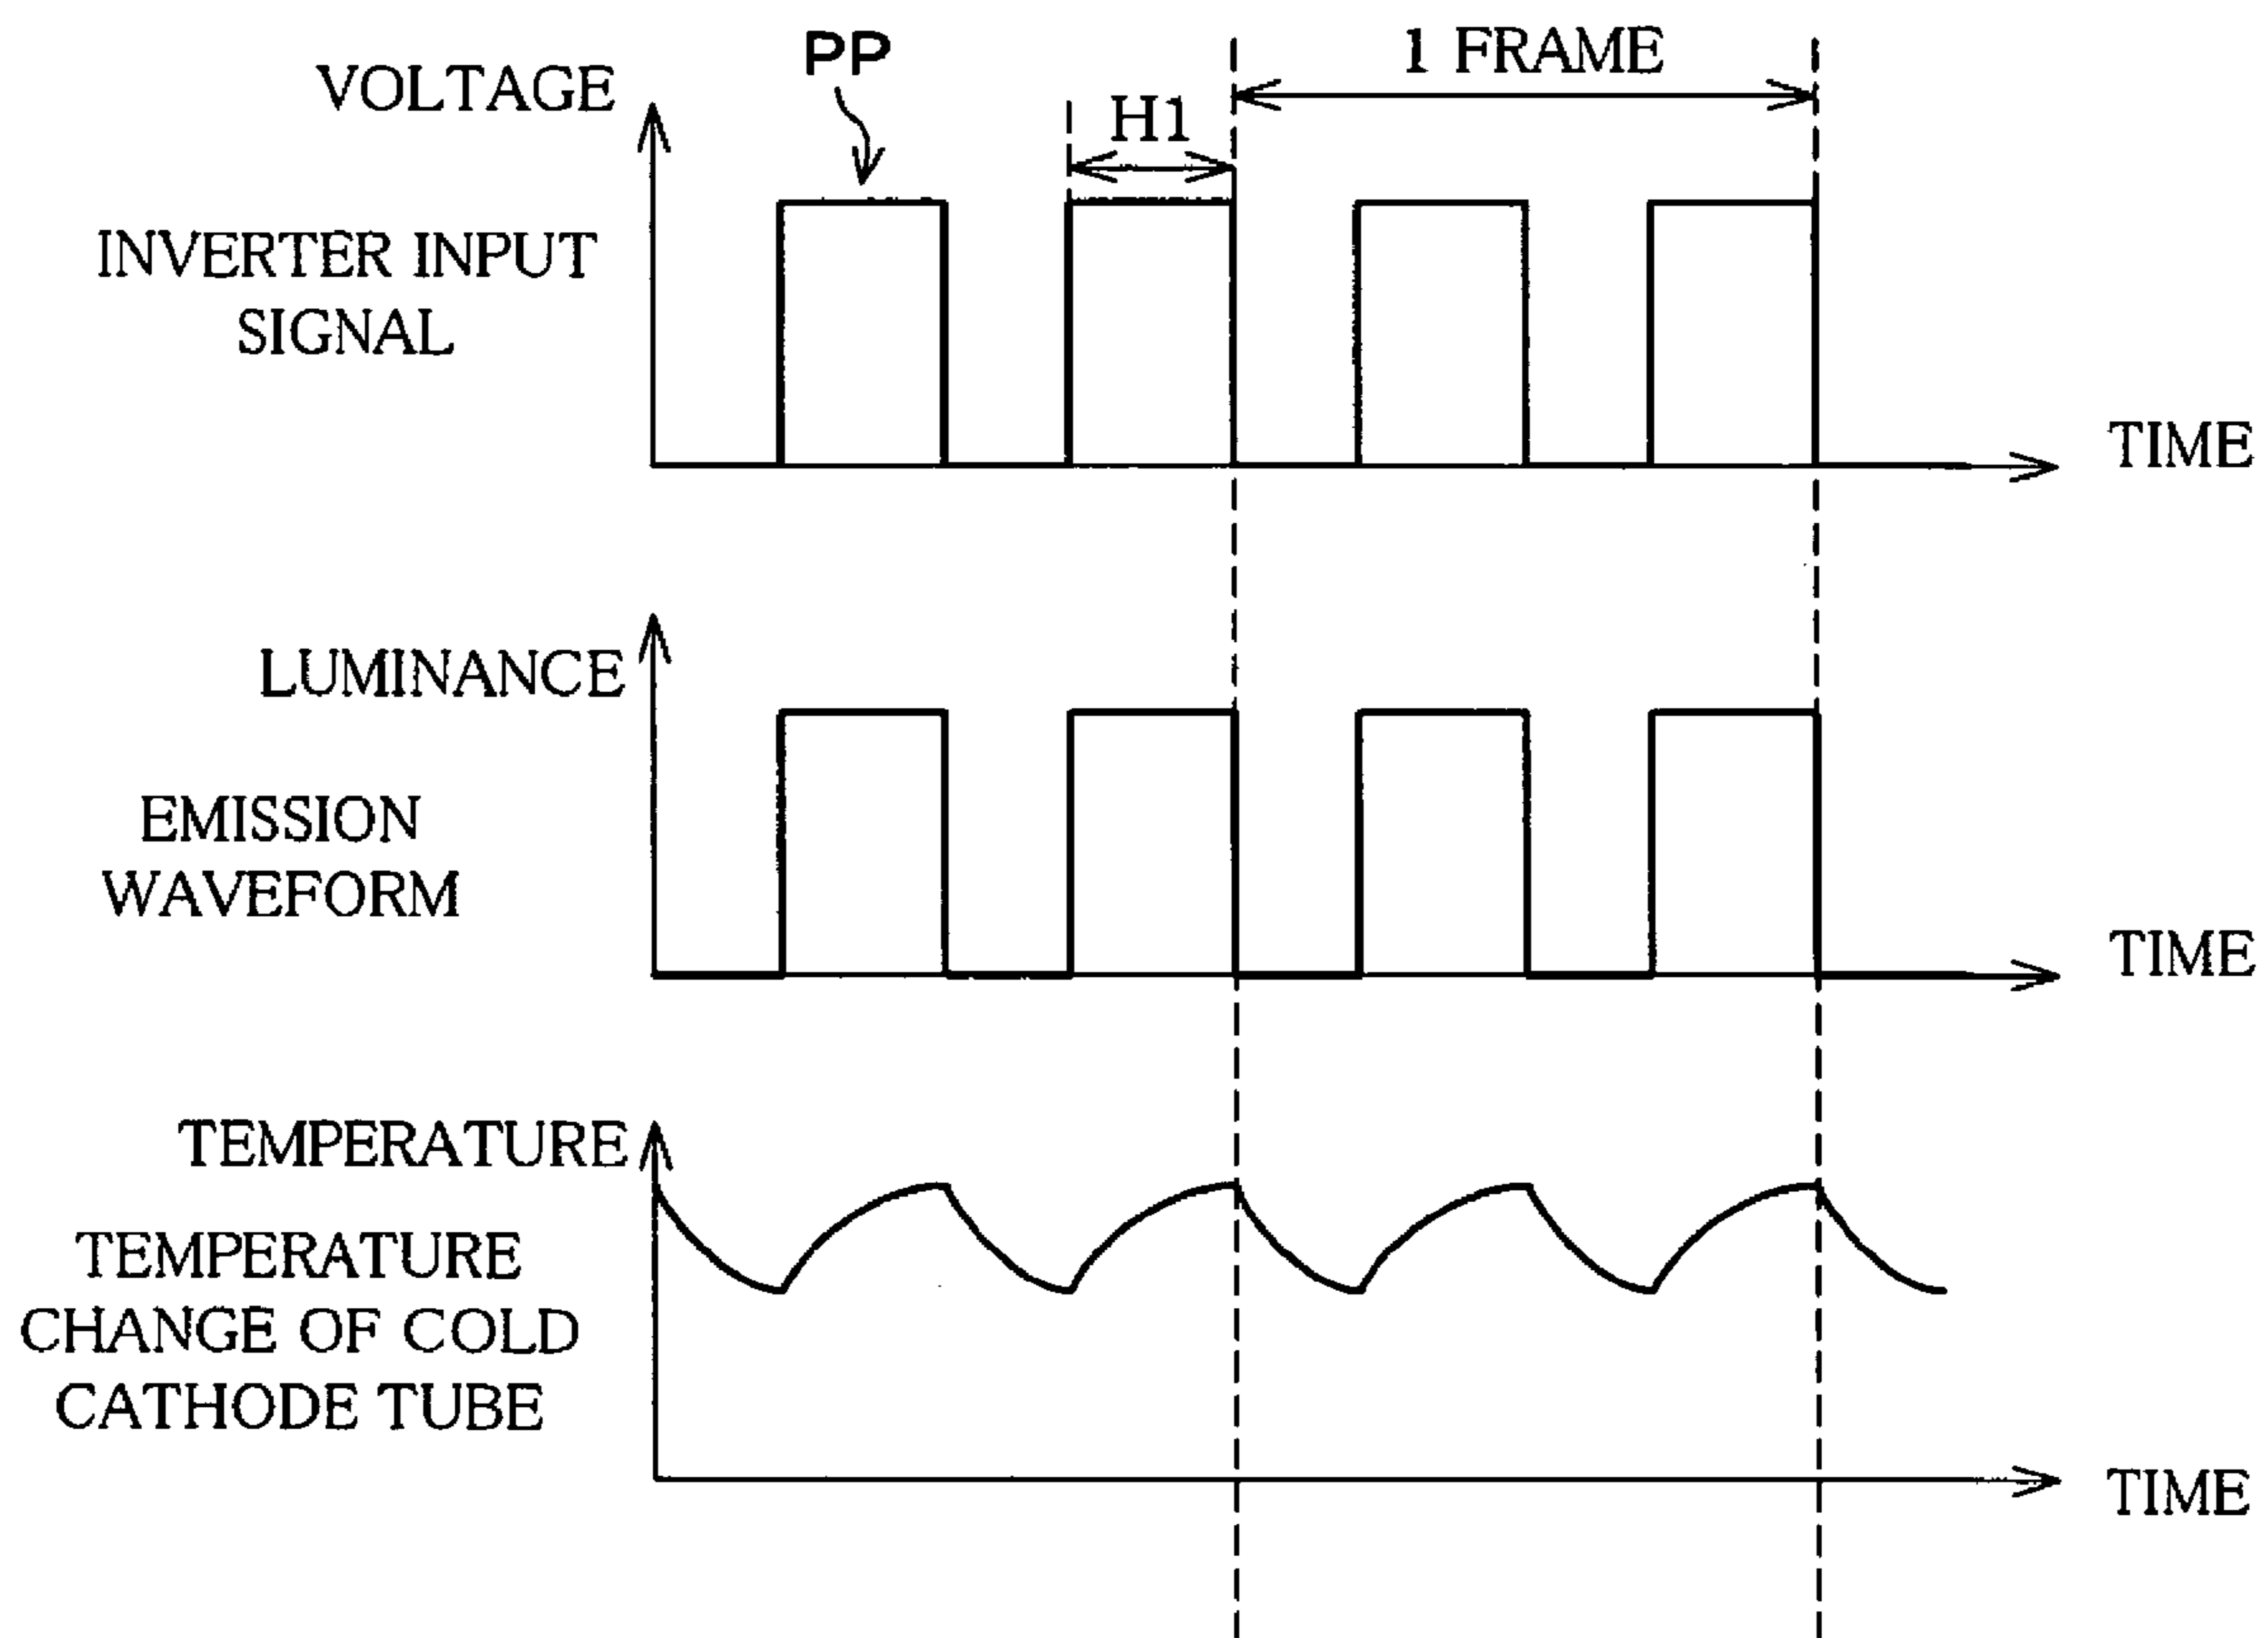 PP
1 FRAME
VOLTAGE
H1
INVERTER INPUT
SIGNAL
TIME
LUMINANCE
EMISSION
WAVEFORM
TIME
TEMPERATURE
TEMPERATURE
CHANGE OF COLD
CATHODE TUBE
TIME